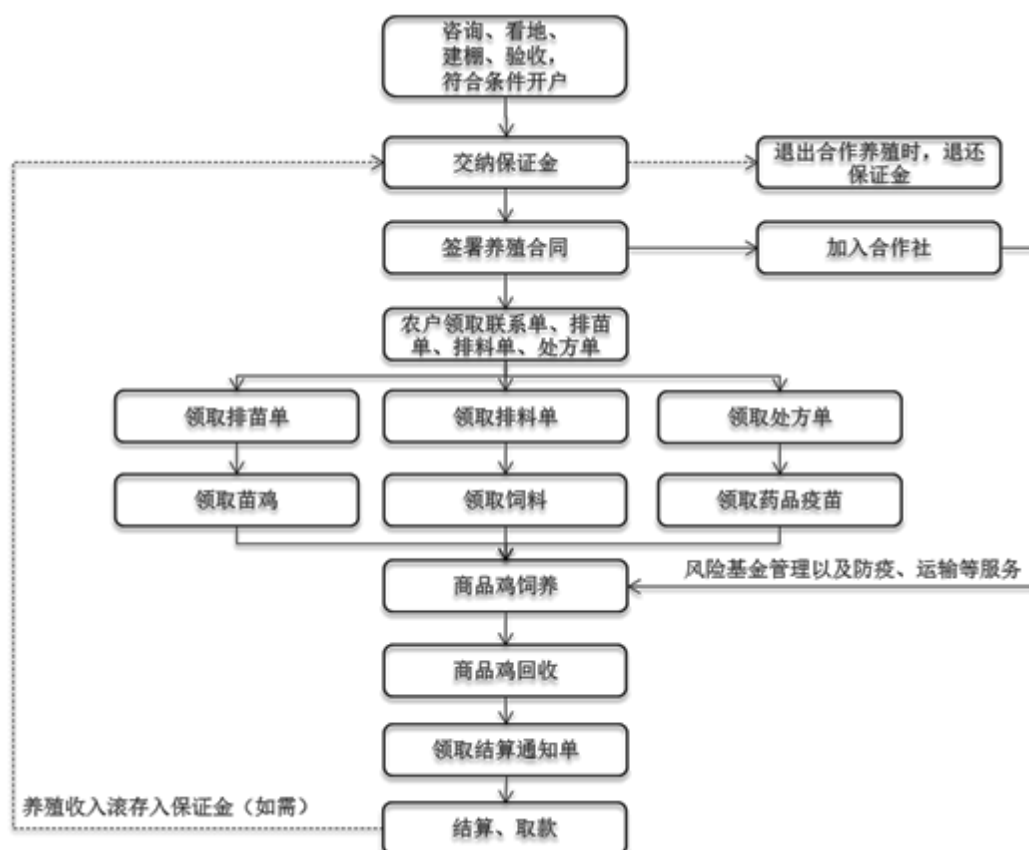 咨询、看地、
建棚、验收，
符合条件开户
交纳保证金
退出合作养殖时，退还
保证金
签署养殖合同
加入合作社
农户领取联系单、排苗
单、排料单、处方单
领取排苗单
领取排料单
领取处方单
领取苗鸡
领取饲料
领取药品疫苗
风险基金管理以及防疫、运输等服务
商品鸡饲养
商品鸡回收
领取结算通知单
养殖收入滚存入保证金（如需）
结算、取款